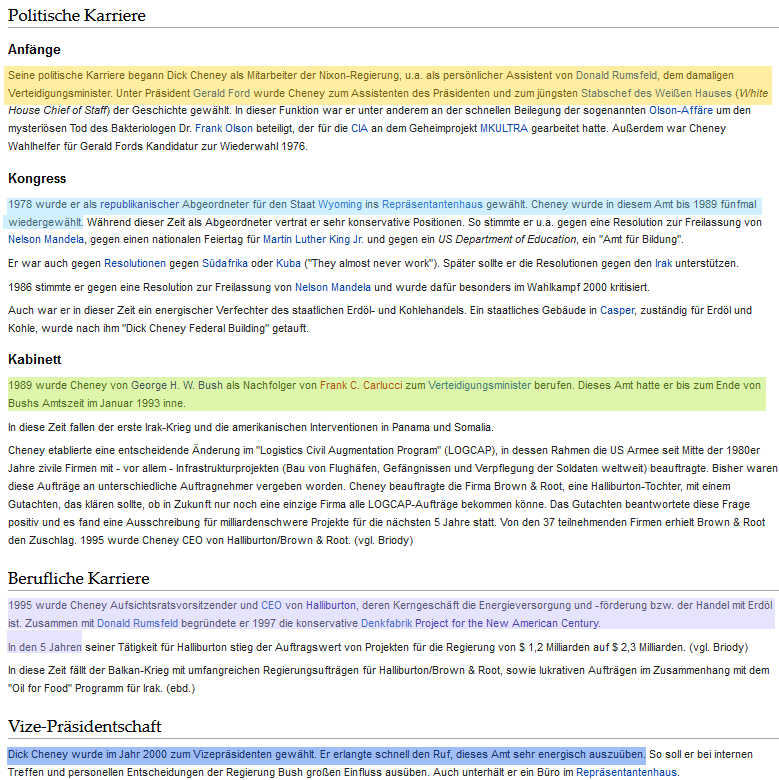 Politische Karriere
Anfänge
Seine politische Karriere begann Dick Cheney als Mitarbeiter der Nixon-Regierung, u.a. als persönlicher Assistent von Donald Rumsfeld, dem damaligen
Verteidigungsminister. Unter Präsident Gerald Ford wurde Cheney zum Assistenten des Präsidenten und zum jüngsten Stabschef des Weißen Hauses (White
House Chief of Staff) der Geschichte gewählt. In dieser Funktion war er unter anderem an der schnellen Beilegung der sogenannten Olson-Affäre um den
mysteriösen Tod des Bakteriologen Dr. Frank Olson beteiligt, der für die CIA an dem Geheimprojekt MKULTRA gearbeitet hatte. Außerdem war Cheney
Wahlhelfer für Gerald Fords Kandidatur zur Wiederwahl 1976.
Kongress
1978 wurde er als republikanischer Abgeordneter für den Staat Wyoming ins Repräsentantenhaus gewählt. Cheney wurde in diesem Amt bis 1989 fünfmal
wiedergewählt. Während dieser Zeit als Abgeordneter vertrat er sehr konservative Positionen. So stimmte er u.a. gegen eine Resolution zur Freilassung von
Nelson Mandela, gegen einen nationalen Feiertag für Martin Luther King Jr. und gegen ein US Department of Education, ein "Amt für Bildung".
Er war auch gegen Resolutionen gegen Südafrika oder Kuba ("They almost never work"). Später sollte er die Resolutionen gegen den Irak unterstützen.
1986 stimmte er gegen eine Resolution zur Freilassung von Nelson Mandela und wurde dafür besonders im Wahlkampf 2000 kritisiert.
Auch war er in dieser Zeit ein energischer Verfechter des staatlichen Erdöl- und Kohlehandels. Ein staatliches Gebäude in Casper, zuständig für Erdöl und
Kohle, wurde nach ihm "Dick Cheney Federal Building" getauft.
Kabinett
1989 wurde Cheney von George H. W. Bush als Nachfolger von Frank C. Carlucci zum Verteidigungsminister berufen. Dieses Amt hatte er bis zum Ende von
Bushs Amtszeit im Januar 1993 inne.
In diese Zeit fallen der erste Irak-Krieg und die amerikanischen Interventionen in Panama und Somalia.
Cheney etablierte eine entscheidende Änderung im "Logistics Civil Augmentation Program" (LOGCAP), in dessen Rahmen die US Armee seit Mitte der 1980er
Jahre zivile Firmen mit - vor allem - Infrastrukturprojekten (Bau von Flughäfen, Gefängnissen und Verpflegung der Soldaten weltweit) beauftragte. Bisher waren
diese Aufträge an unterschiedliche Auftragnehmer vergeben worden. Cheney beauftragte die Firma Brown & Root, eine Halliburton-Tochter, mit einem
Gutachten, das klären sollte, ob in Zukunft nur noch eine einzige Firma alle LOGCAP-Aufträge bekommen könne. Das Gutachten beantwortete diese Frage
positiv und es fand eine Ausschreibung für milliardenschwere Projekte für die nächsten 5 Jahre statt. Von den 37 teilnehmenden Firmen erhielt Brown & Root
den Zuschlag. 1995 wurde Cheney CEO von Halliburton/Brown & Root. (vgl. Briody)
Berufliche Karriere
1995 wurde Cheney Aufsichtsratsvorsitzender und CEO von Halliburton, deren Kerngeschäft die Energieversorgung und -förderung bzw. der Handel mit Erdöl
ist. Zusammen mit Donald Rumsfeld begründete er 1997 die konservative Denkfabrik Project for the New American Century.
In den 5 Jahren seiner Tätigkeit für Halliburton stieg der Auftragswert von Projekten für die Regierung von $ 1,2 Milliarden auf $ 2,3 Milliarden. (vgl. Briody)
In diese Zeit fällt der Balkan-Krieg mit umfangreichen Regierungsufträgen für Halliburton/Brown & Root, sowie lukrativen Aufträgen im Zusammenhang mit dem
"Oil for Food" Programm für Irak. (ebd.)
Vize-Präsidentschaft
Dick Cheney wurde im Jahr 2000 zum Vizepräsidenten gewählt. Er erlangte schnell den Ruf, dieses Amt sehr energisch auszuüben. So soll er bei internen
Treffen und personellen Entscheidungen der Regierung Bush großen Einfluss ausüben. Auch unterhält er ein Büro im Repräsentantenhaus.